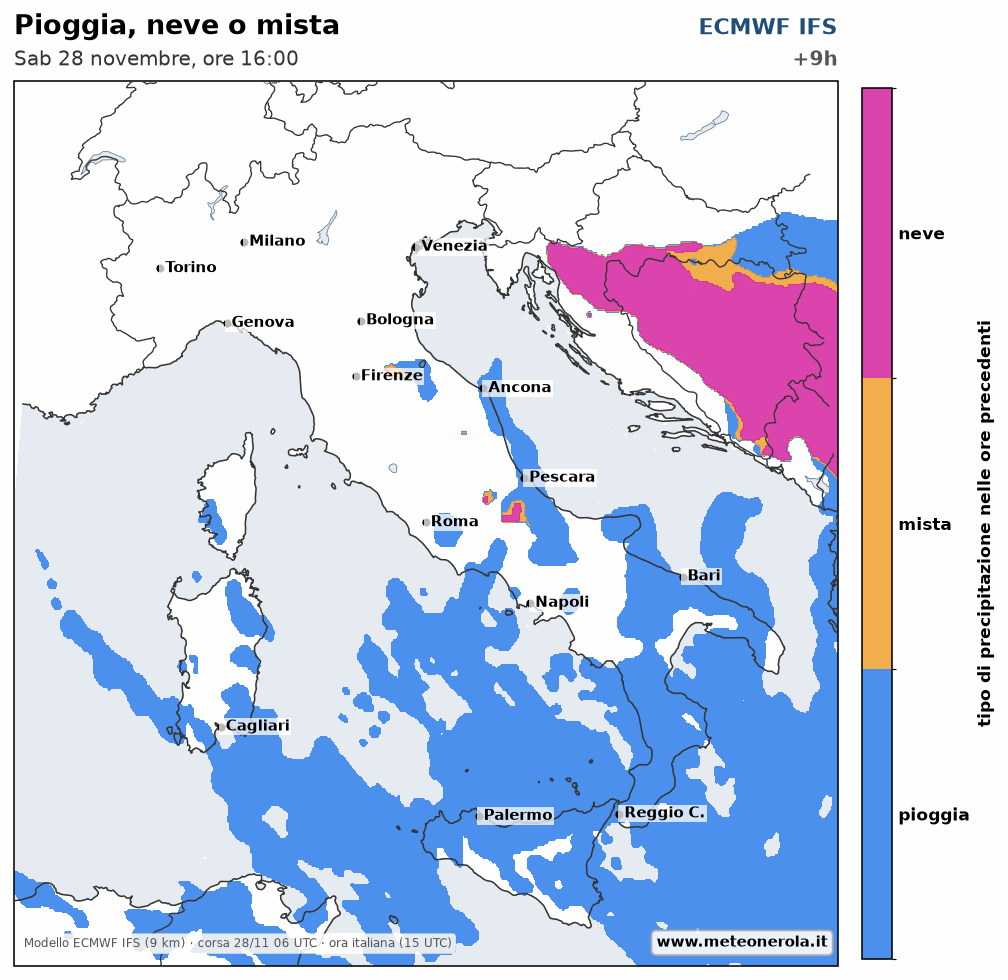 Pioggia, neve o mista
ECMWF IFS
Sab 28 novembre, ore 16:00
+9h
Milano
Venezia
Torino
Genova
Bologna
Firenze
Ancona
Pescara
Roma
Bari
Napoli
Cagliari
Palermo
Reggio C.
neve
mista
pioggia
tipo di precipitazione nelle ore precedenti
Modello ECMWF IFS (9 km) · corsa 28/11 06 UTC · ora italiana (15 UTC)
www.meteonerola.it